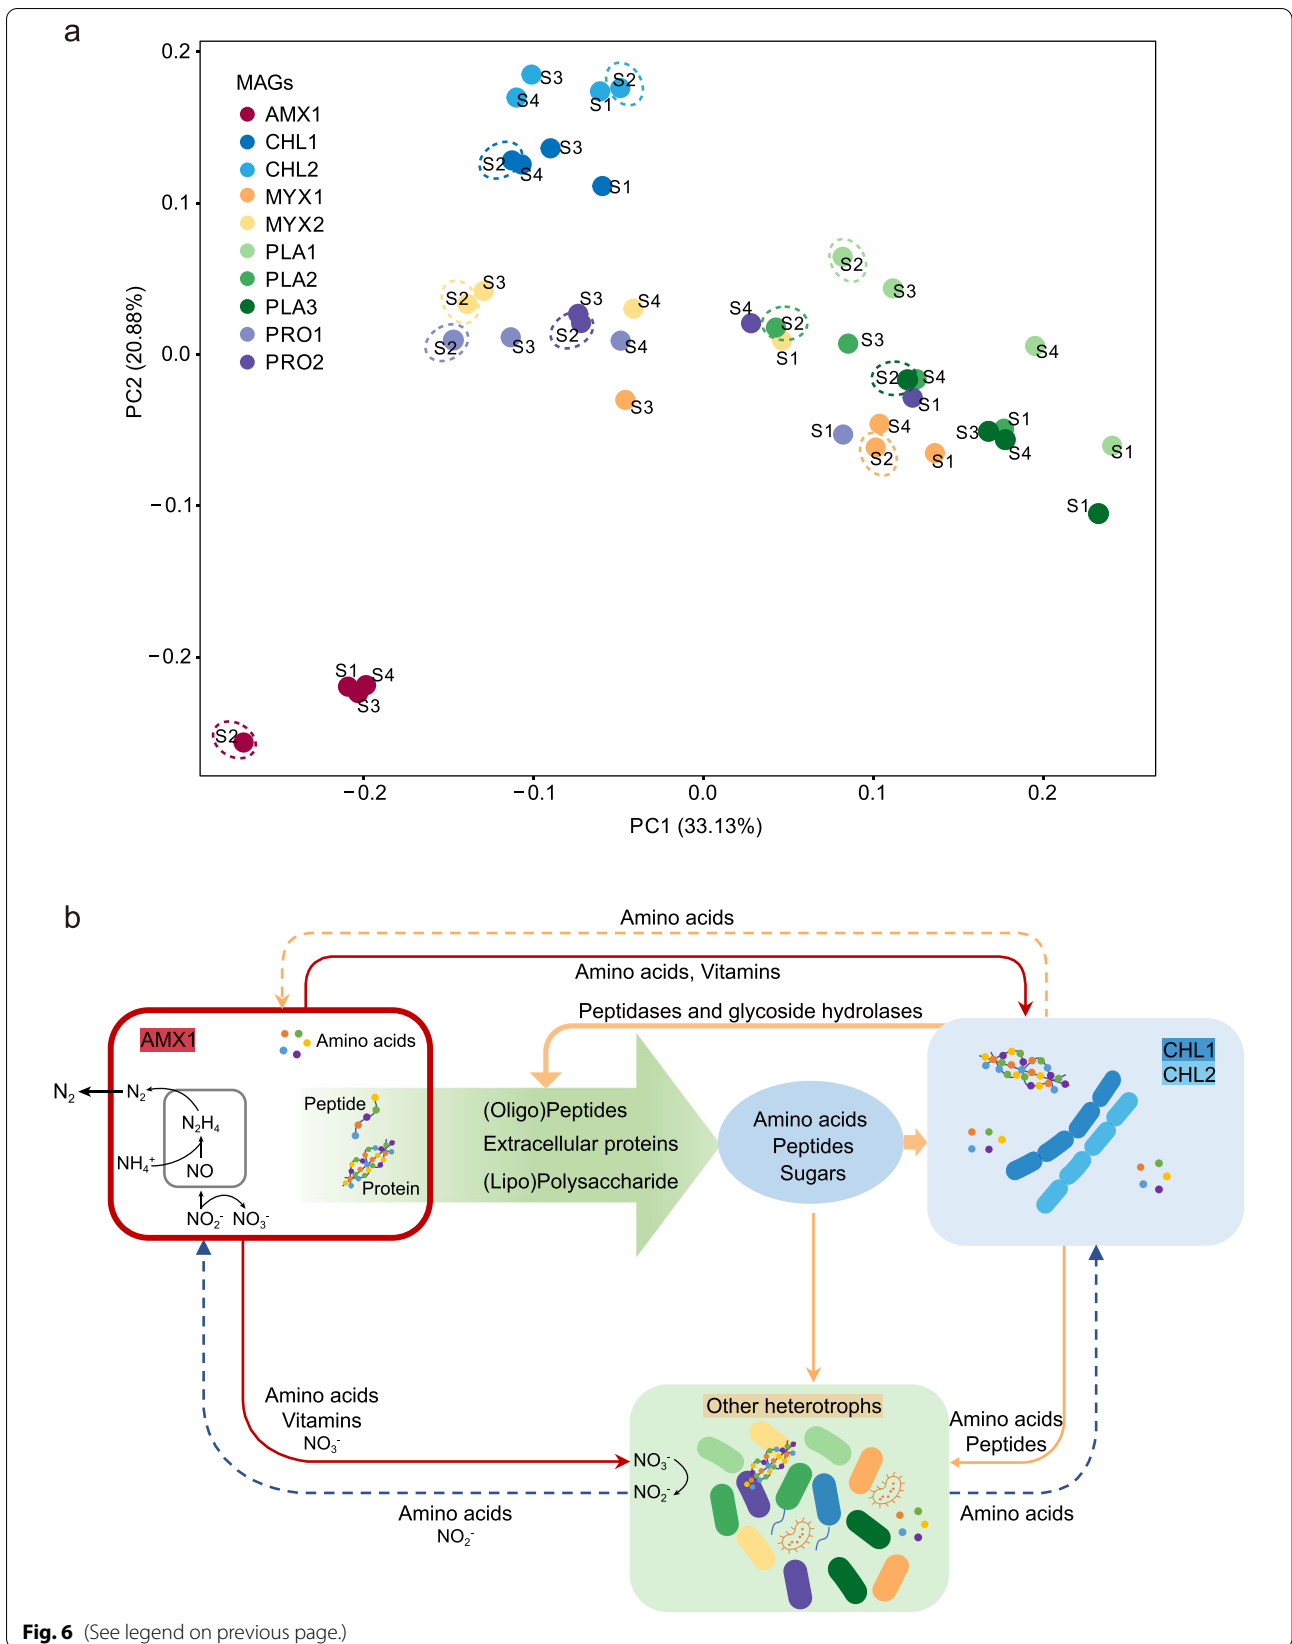 a
0.2
0.1
0.0
−0.1
−0.2
PC2 (20.88%)
MAGs
AMX1
CHL1
CHL2
MYX1
MYX2
PLA1
PLA2
PLA3
PRO1
PRO2
S3
S2
S4
S1
S2
S3
S4
S1
S2
S3
S2
S3
S4
S2
S3
S2
S4
S3
S4
S2
S1
S3
S2
S3
S4
S2
S4
S1
S1
S4
S2
S1
S3
S1
S4
S1
S1
S1
S4
S3
S2
−0.2
−0.1
0.0
0.1
0.2
PC1 (33.13%)
b
Amino acids
Amino acids, Vitamins
Peptidases and glycoside hydrolases
AMX1
Amino acids
CHL1
CHL2
N₂
N₂
N₂H₄
NH₄⁺
NO
NO₂⁻
NO₃⁻
Peptide
Protein
(Oligo)Peptides
Extracellular proteins
(Lipo)Polysaccharide
Amino acids
Peptides
Sugars
Amino acids
Vitamins
NO₃⁻
Other heterotrophs
NO₃⁻
NO₂⁻
Amino acids
Peptides
Amino acids
NO₂⁻
Amino acids
Fig. 6 (See legend on previous page.)